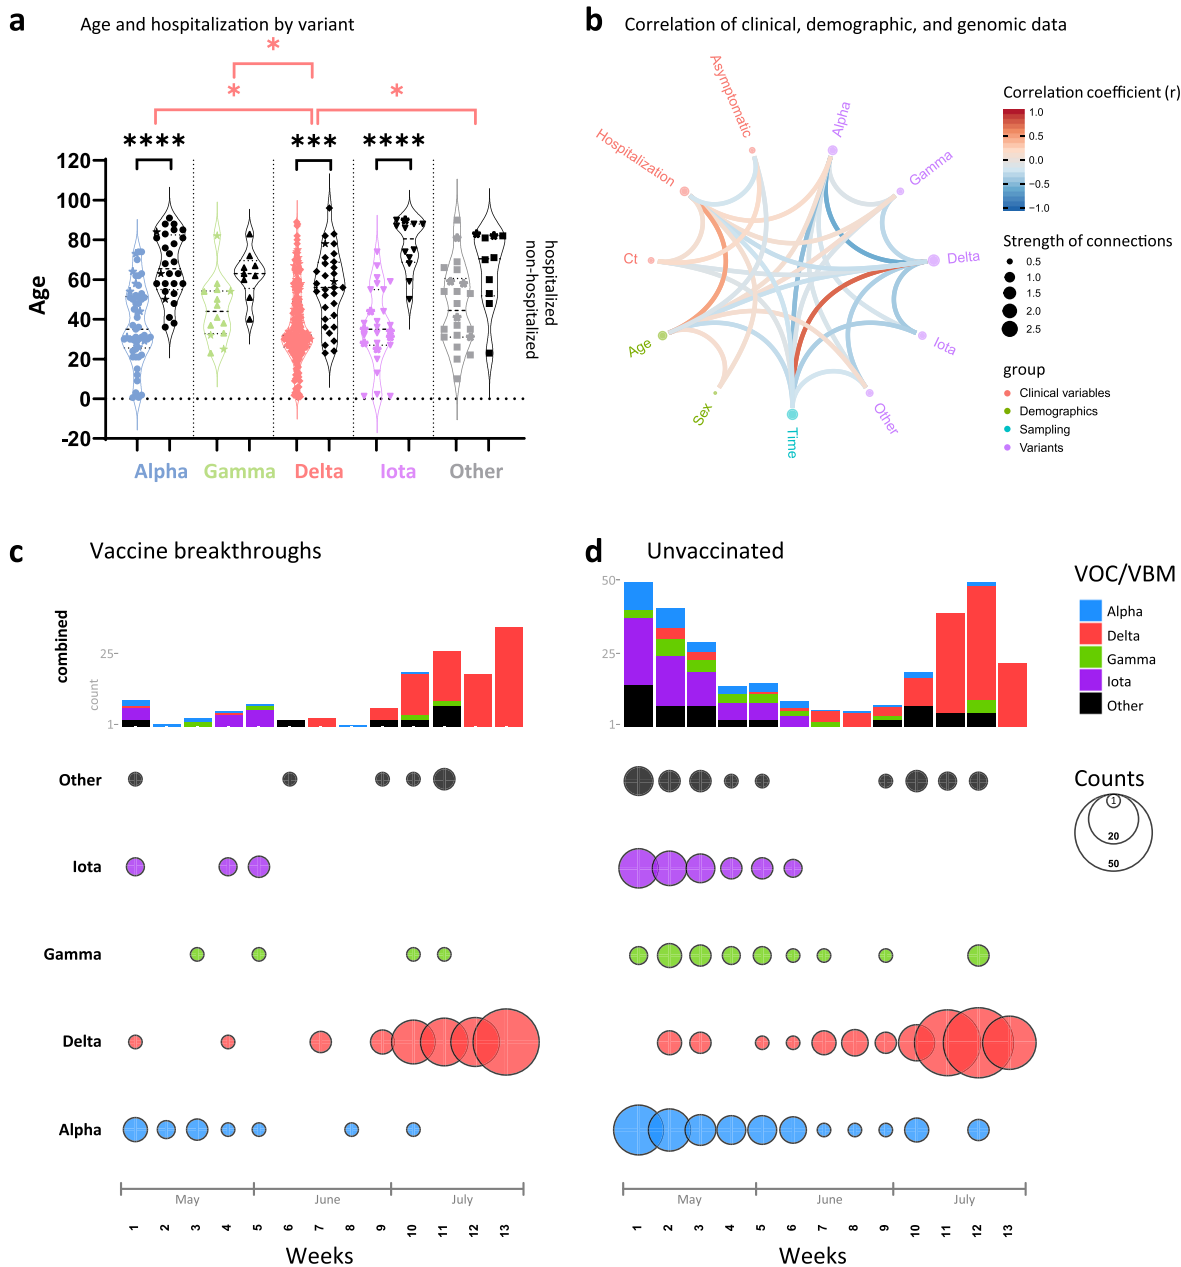 a
Age and hospitalization by variant
*
*
*
****
***
****
120
100
80
60
40
20
0
-20
Age
hospitalized
non-hospitalized
Alpha
Gamma
Delta
Iota
Other
b
Correlation of clinical, demographic, and genomic data
Asymptomatic
Alpha
Hospitalization
Gamma
Ct
Delta
Age
Iota
Sex
Other
Time
Correlation coefficient (r)
1.0
0.5
0.0
-0.5
-1.0
Strength of connections
0.5
1.0
1.5
2.0
2.5
group
Clinical variables
Demographics
Sampling
Variants
c
Vaccine breakthroughs
combined
count
25
1
Other
Iota
Gamma
Delta
Alpha
May
June
July
1 2 3 4 5 6 7 8 9 10 11 12 13
Weeks
d
Unvaccinated
50
25
1
May
June
July
1 2 3 4 5 6 7 8 9 10 11 12 13
Weeks
VOC/VBM
Alpha
Delta
Gamma
Iota
Other
Counts
1
20
50